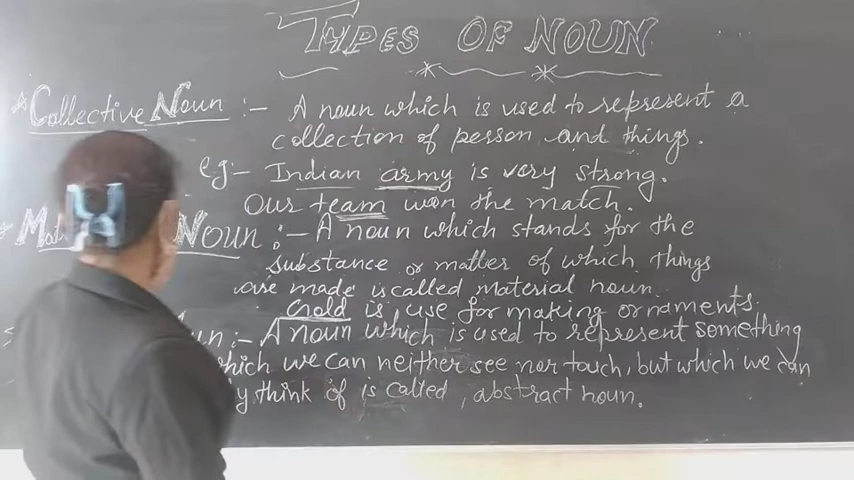 TYPES OF NOUN
Collective Noun :- A noun which is used to represent a
collection of person and things.
e.g:- Indian army is very strong.
Our team won the match.
Noun :- A noun which stands for the
substance or matter of which things
are made is called material noun.
Gold is use for making ornaments.
:- A noun which is used to represent something
which we can neither see nor touch, but which we can
think of is called, abstract noun.